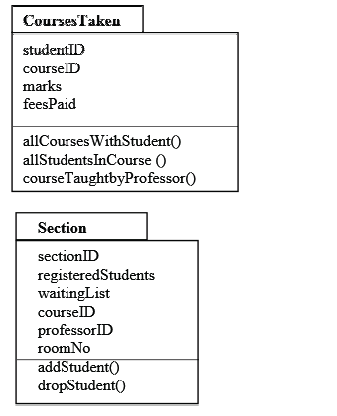 CoursesTaken
studentID
courseID
marks
feesPaid
allCoursesWithStudent()
allStudentsInCourse ()
courseTaughtbyProfessor()
Section
sectionID
registeredStudents
waitingList
courseID
professorID
roomNo
addStudent()
dropStudent()